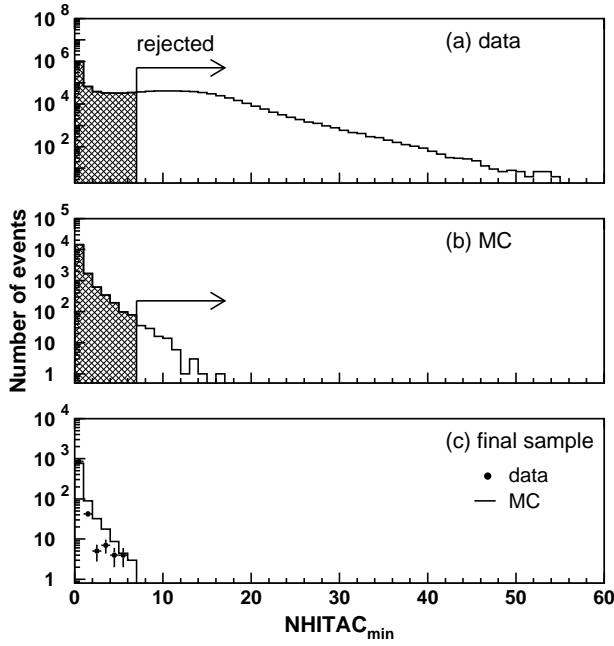 Number of events
10^8
10^6
10^4
10^2
rejected
(a) data
10^5
10^4
10^3
10^2
10
1
(b) MC
10^4
10^3
10^2
10
1
(c) final sample
data
MC
0 10 20 30 40 50 60
NHITAC_min